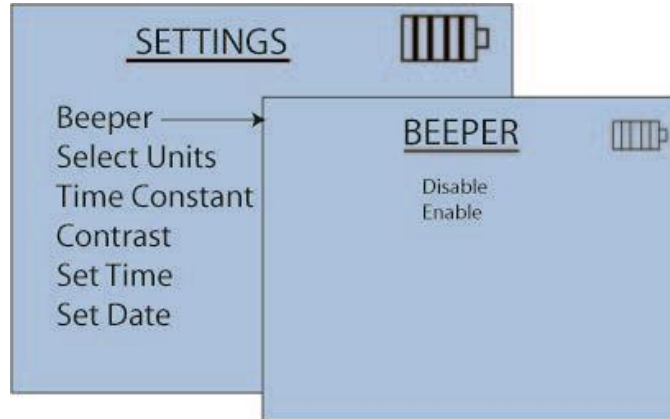 SETTINGS
Beeper
Select Units
Time Constant
Contrast
Set Time
Set Date
BEEPER
Disable
Enable